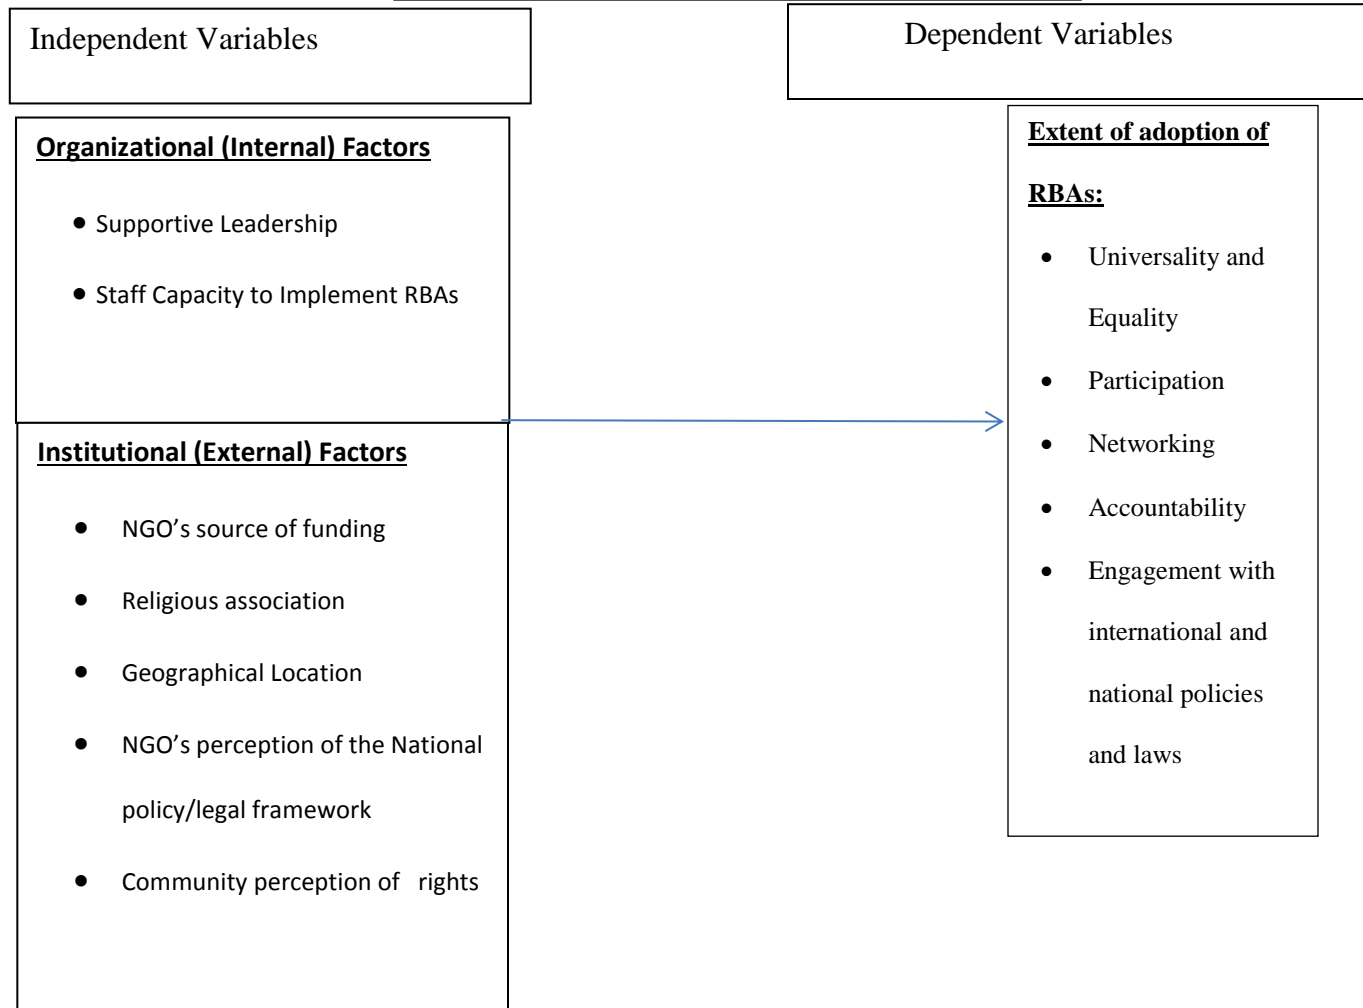 Independent Variables
Dependent Variables
Organizational (Internal) Factors
• Supportive Leadership
• Staff Capacity to Implement RBAs
Institutional (External) Factors
• NGO’s source of funding
• Religious association
• Geographical Location
• NGO’s perception of the National
policy/legal framework
• Community perception of rights
Extent of adoption of
RBAs:
• Universality and
Equality
• Participation
• Networking
• Accountability
• Engagement with
international and
national policies
and laws